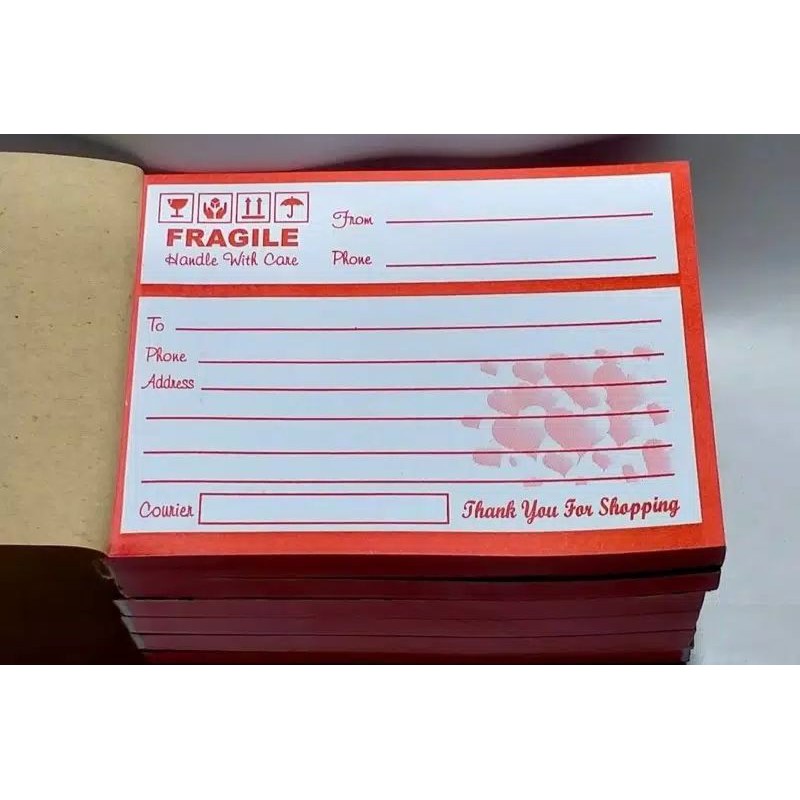 FRAGILE
Handle With Care
From
Phone
To
Phone
Address
Courier
Thank You For Shopping